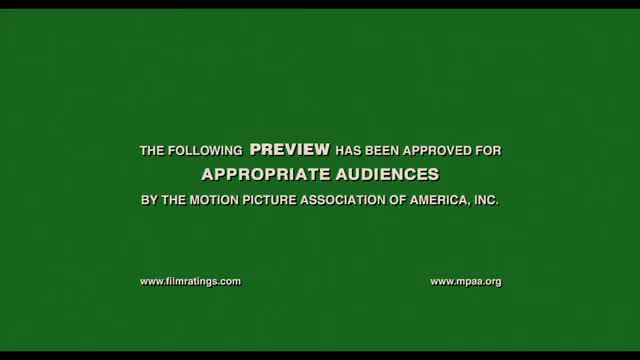 THE FOLLOWING PREVIEW HAS BEEN APPROVED FOR
APPROPRIATE AUDIENCES
BY THE MOTION PICTURE ASSOCIATION OF AMERICA, INC.
www.filmratings.com www.mpaa.org